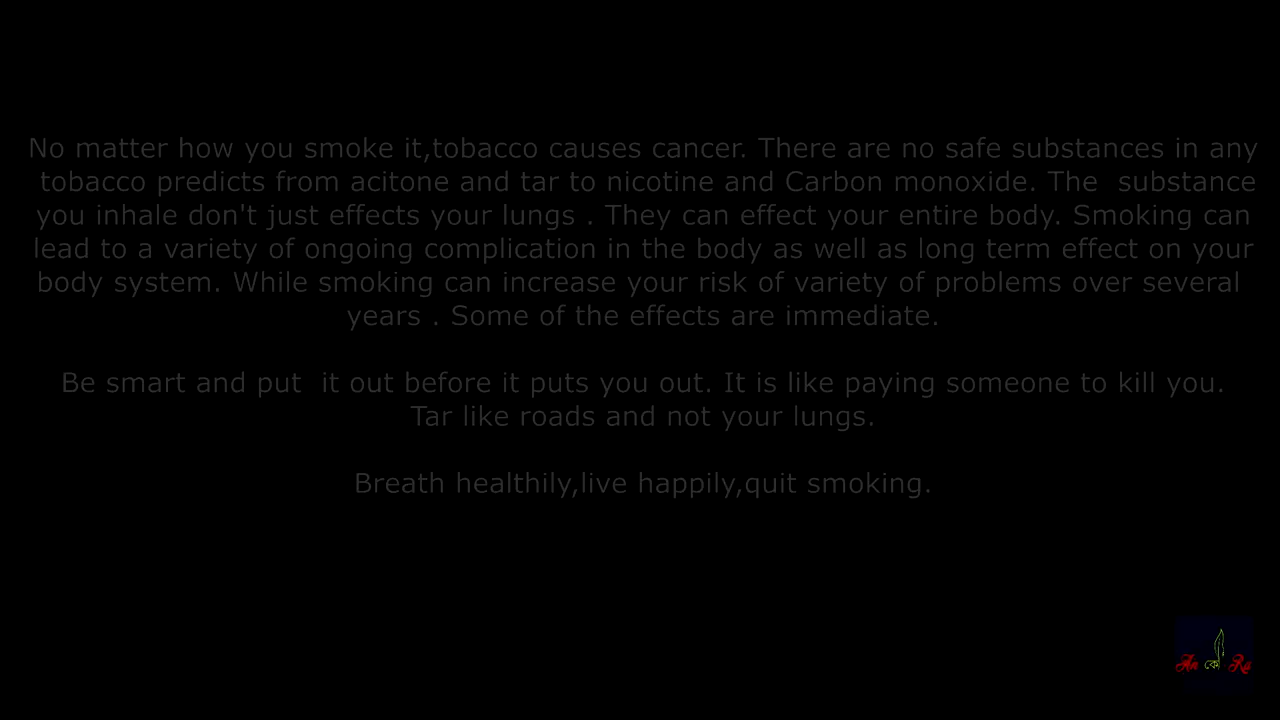 No matter how you smoke it,tobacco causes cancer. There are no safe substances in any
tobacco predicts from acitone and tar to nicotine and Carbon monoxide. The  substance
you inhale don't just effects your lungs . They can effect your entire body. Smoking can
lead to a variety of ongoing complication in the body as well as long term effect on your
body system. While smoking can increase your risk of variety of problems over several
years . Some of the effects are immediate.
Be smart and put  it out before it puts you out. It is like paying someone to kill you.
Tar like roads and not your lungs.
Breath healthily,live happily,quit smoking.